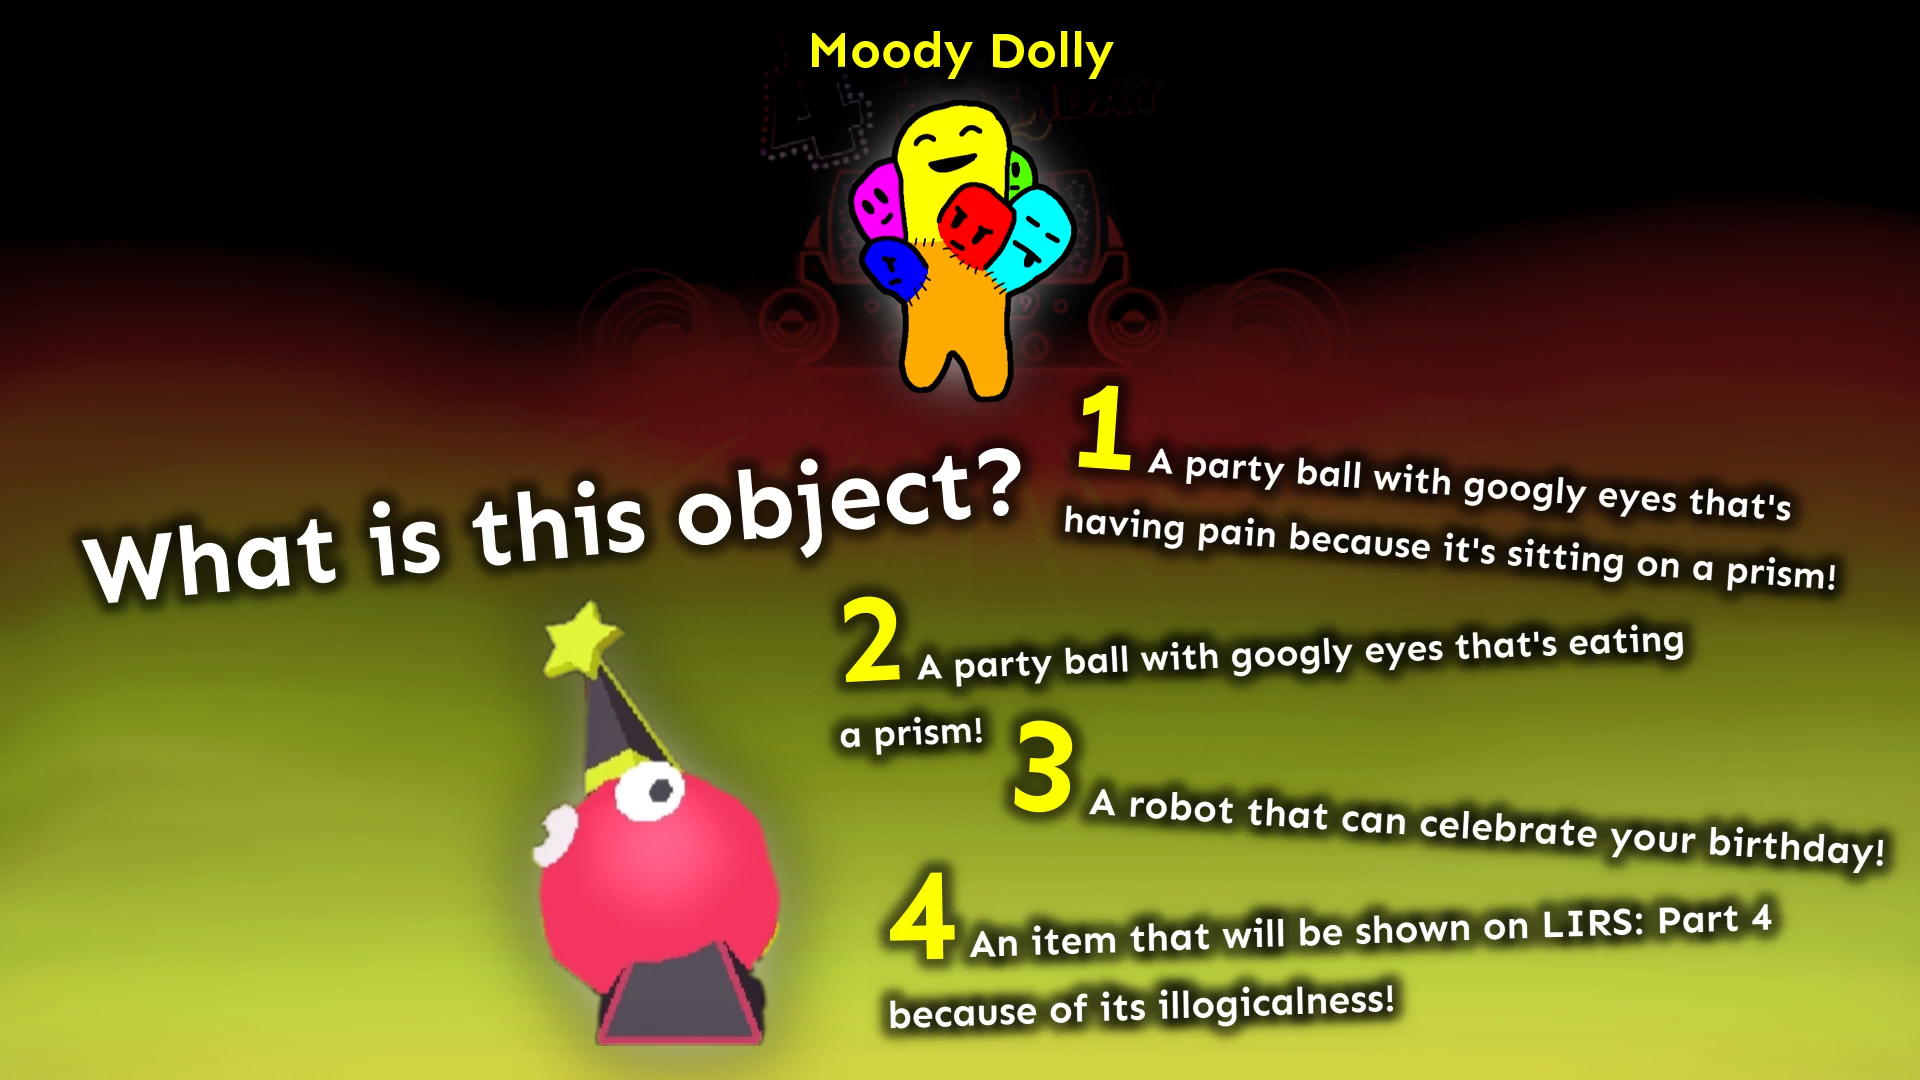 Moody Dolly
What is this object?
1 A party ball with googly eyes that's
having pain because it's sitting on a prism!
2 A party ball with googly eyes that's eating
a prism!
3 A robot that can celebrate your birthday!
4 An item that will be shown on LIRS: Part 4
because of its illogicalness!